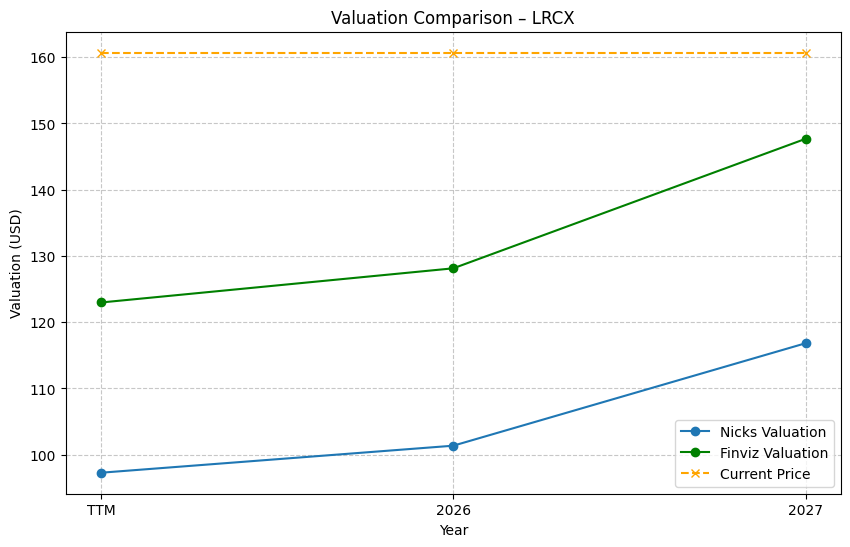 Valuation Comparison – LRCX
Valuation (USD)
160
150
140
130
120
110
100
TTM
2026
2027
Year
Nicks Valuation
Finviz Valuation
Current Price